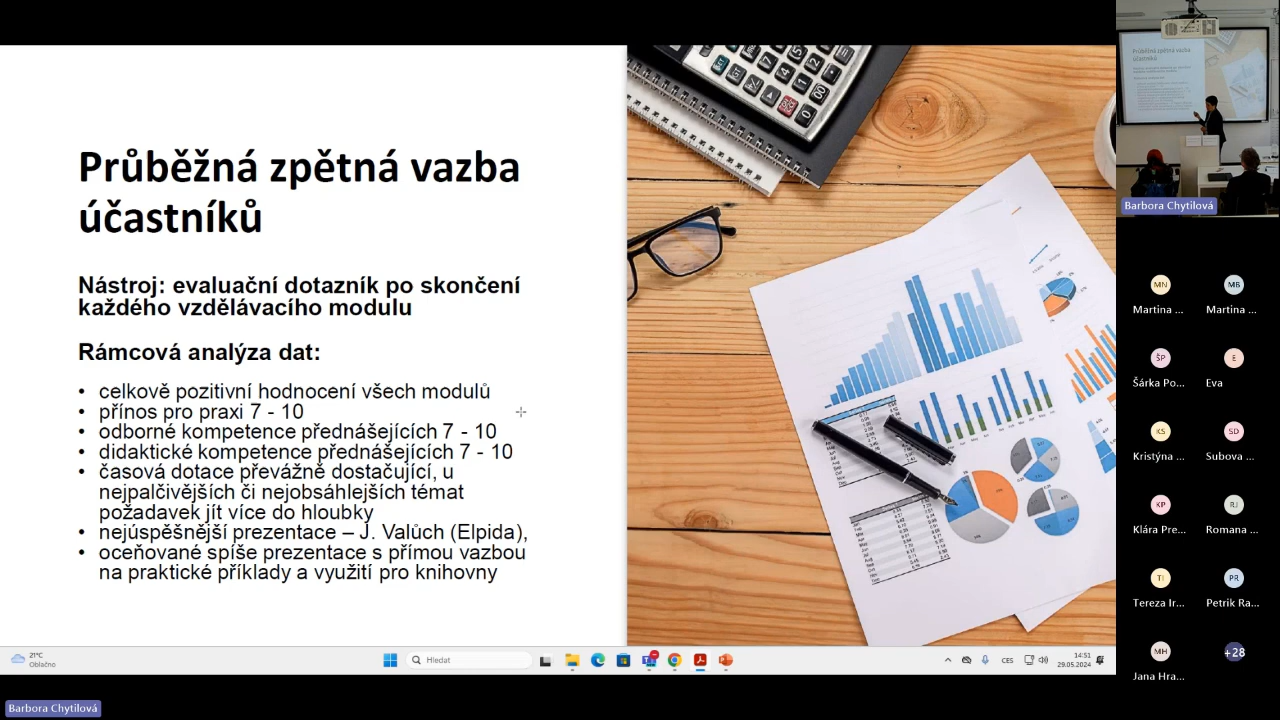 Průběžná zpětná vazba
účastníků
Nástroj: evaluační dotazník po skončení
každého vzdělávacího modulu
Rámcová analýza dat:
• celkově pozitivní hodnocení všech modulů
• přínos pro praxi 7 - 10
• odborné kompetence přednášejících 7 - 10
• didaktické kompetence přednášejících 7 - 10
• časová dotace převážně dostačující, u
nejpalčivějších či nejobsáhlejších témat
požadavek jít více do hloubky
• nejúspěšnější prezentace – J. Valůch (Elpida),
• oceňované spíše prezentace s přímou vazbou
na praktické příklady a využití pro knihovny
Průběžná zpětná vazba
účastníků
Barbora Chytilová
MN
MB
Martina ...
Martina ...
ŠP
E
Šárka Po...
Eva
KS
SD
Kristýna ...
Subova ...
KP
RJ
Klára Pre...
Romana ...
TI
PR
Tereza Ir...
Petrik Ra...
MH
+28
Jana Hra...
21°C
Oblačno
Hledat
CES
14:51
29.05.2024
Barbora Chytilová